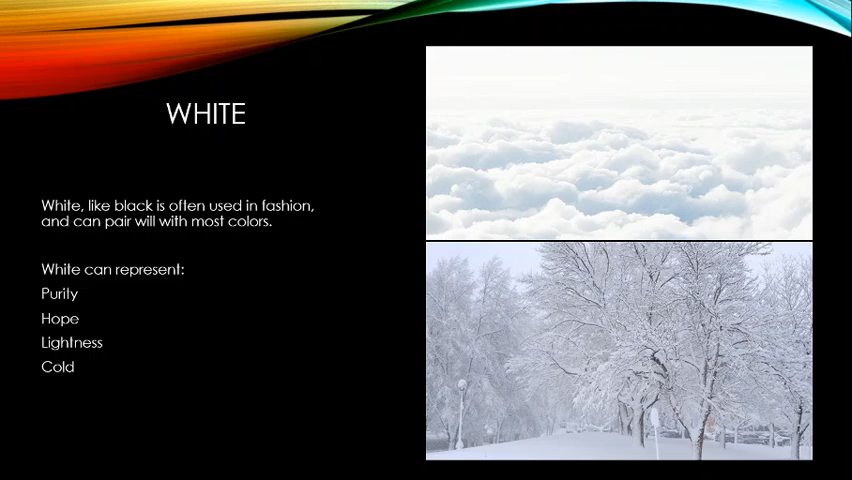 WHITE
White, like black is often used in fashion,
and can pair will with most colors.
White can represent:
Purity
Hope
Lightness
Cold